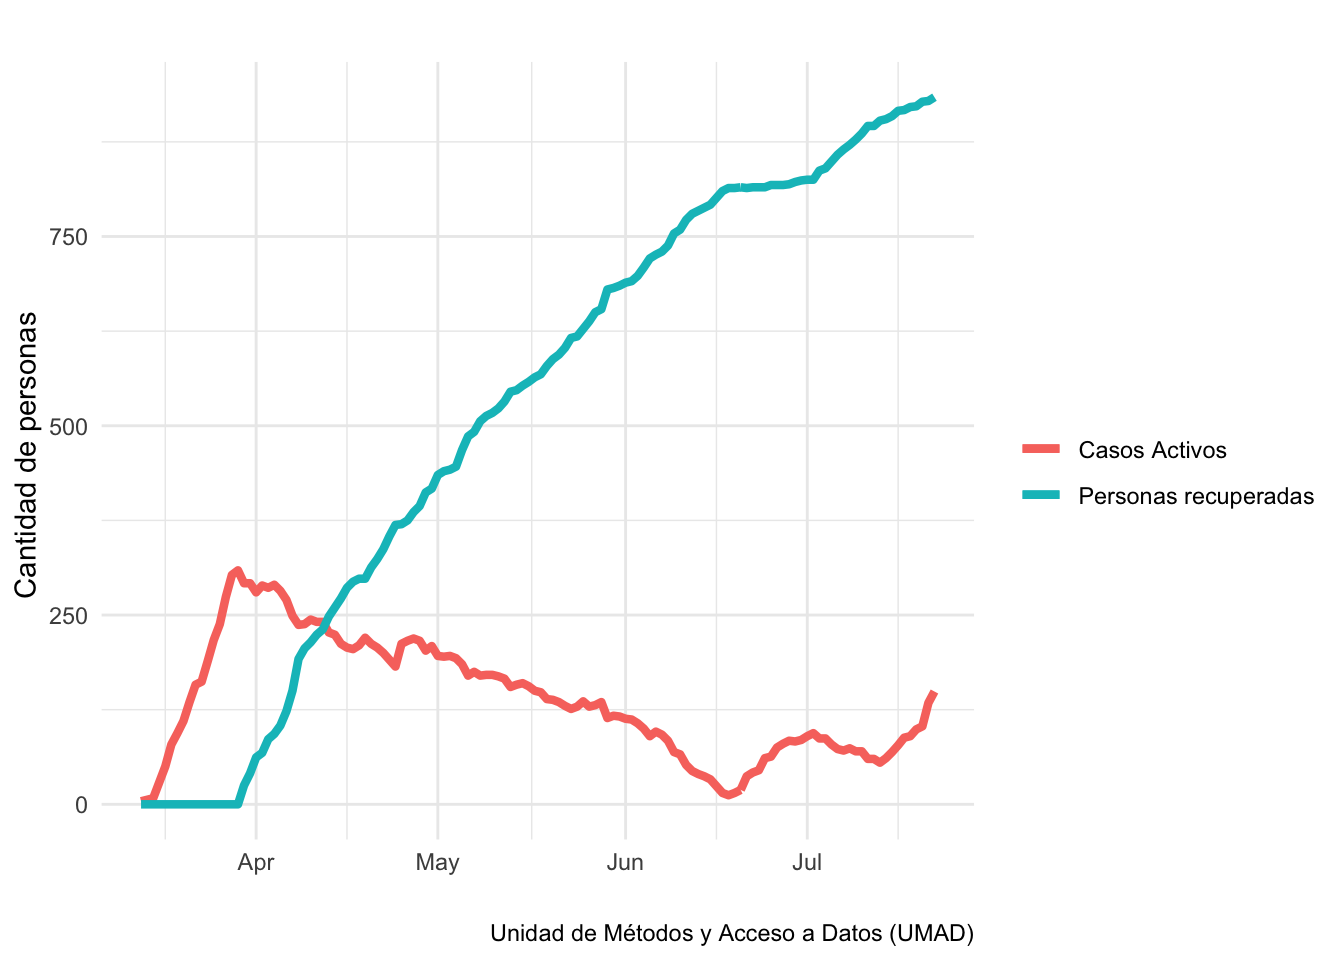 Cantidad de personas
750
500
250
0
Apr
May
Jun
Jul
Casos Activos
Personas recuperadas
Unidad de Métodos y Acceso a Datos (UMAD)